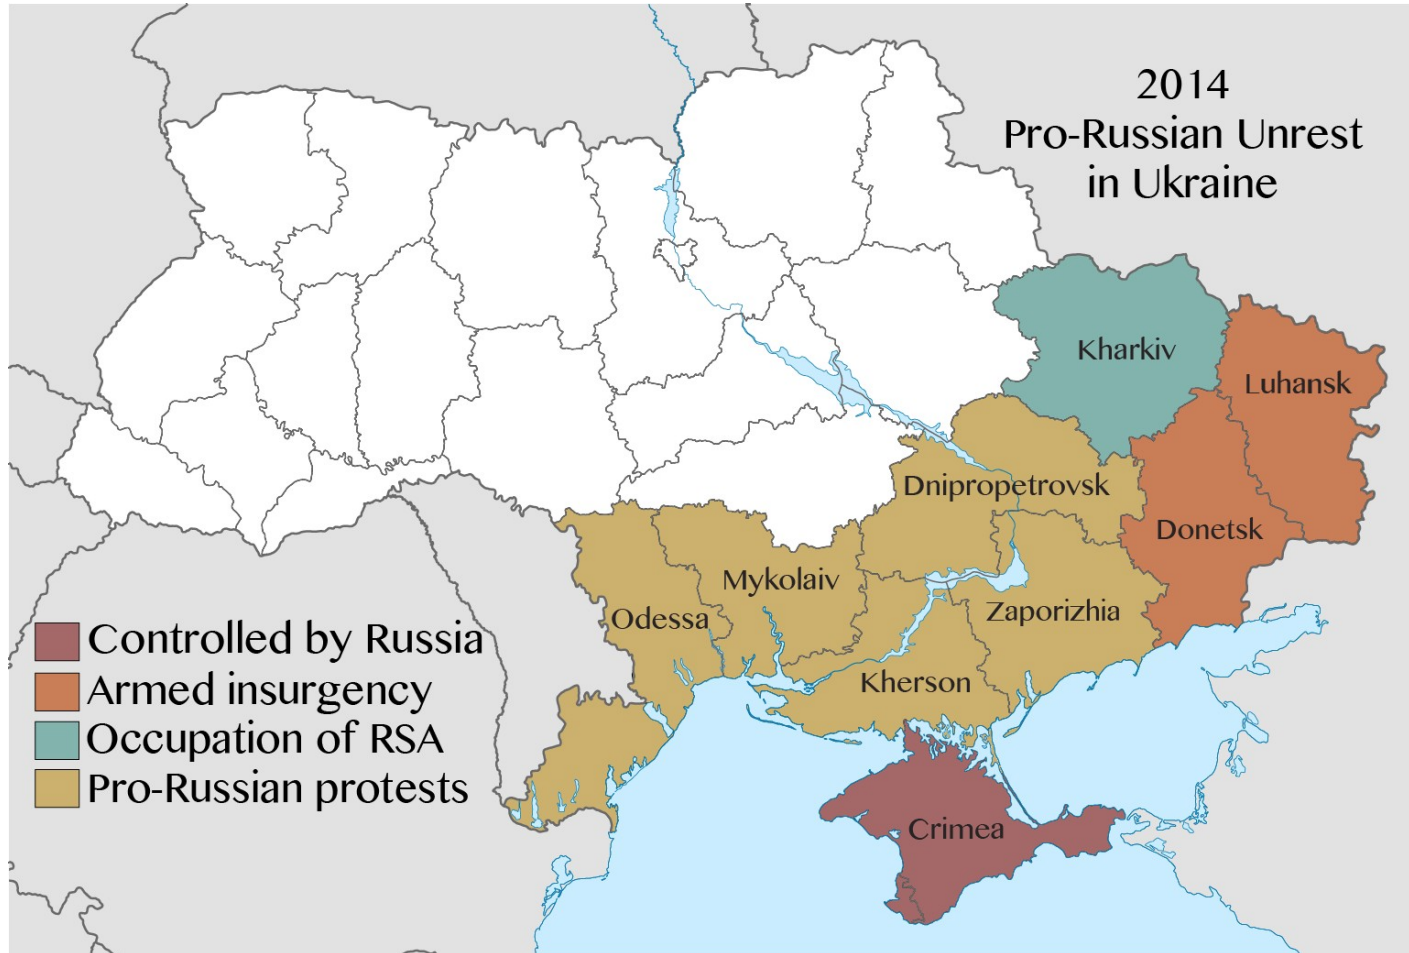 2014
Pro-Russian Unrest
in Ukraine
Kharkiv
Luhansk
Dnipropetrovsk
Donetsk
Mykolaiv
Odessa
Zaporizhia
Kherson
Crimea
Controlled by Russia
Armed insurgency
Occupation of RSA
Pro-Russian protests